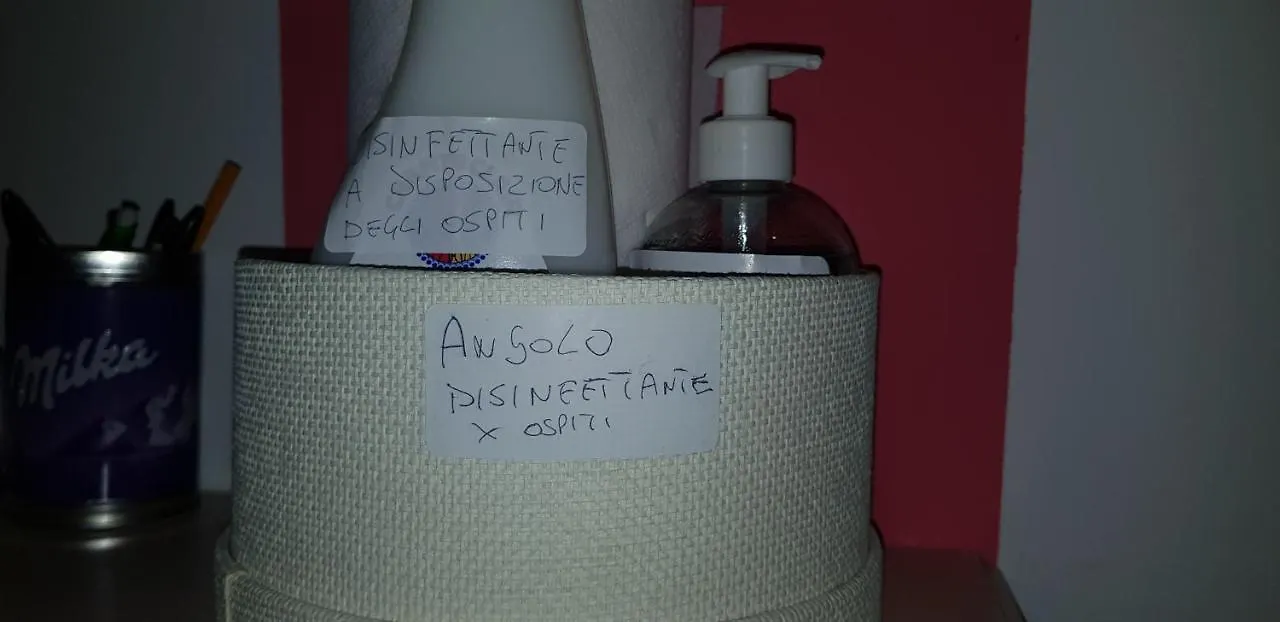 DISINFETTANTE
A DISPOSIZIONE
DEGLI OSPITI
ANGOLO
DISINFETTANTE
X OSPITI
Milka